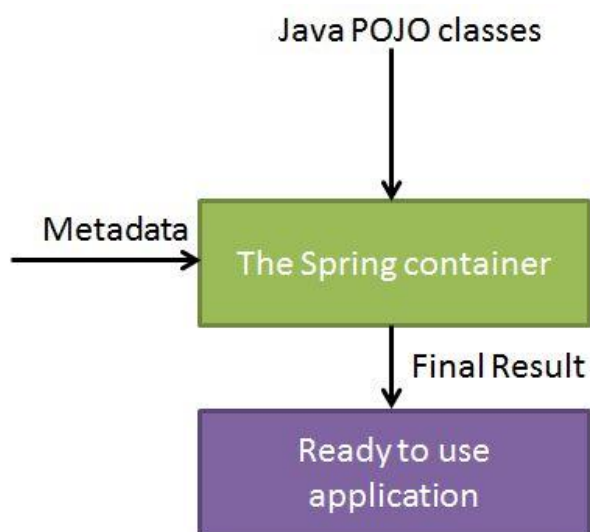 Java POJO classes
Metadata
The Spring container
Final Result
Ready to use
application